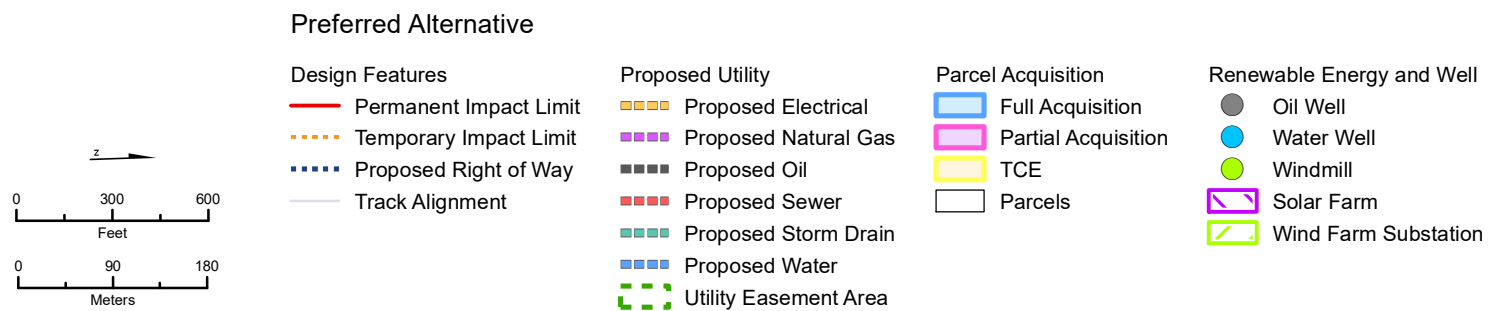 Preferred Alternative
Design Features
Permanent Impact Limit
Temporary Impact Limit
Proposed Right of Way
Track Alignment
Proposed Utility
Proposed Electrical
Proposed Natural Gas
Proposed Oil
Proposed Sewer
Proposed Storm Drain
Proposed Water
Utility Easement Area
Parcel Acquisition
Full Acquisition
Partial Acquisition
TCE
Parcels
Renewable Energy and Well
Oil Well
Water Well
Windmill
Solar Farm
Wind Farm Substation
z
0 300 600
Feet
0 90 180
Meters